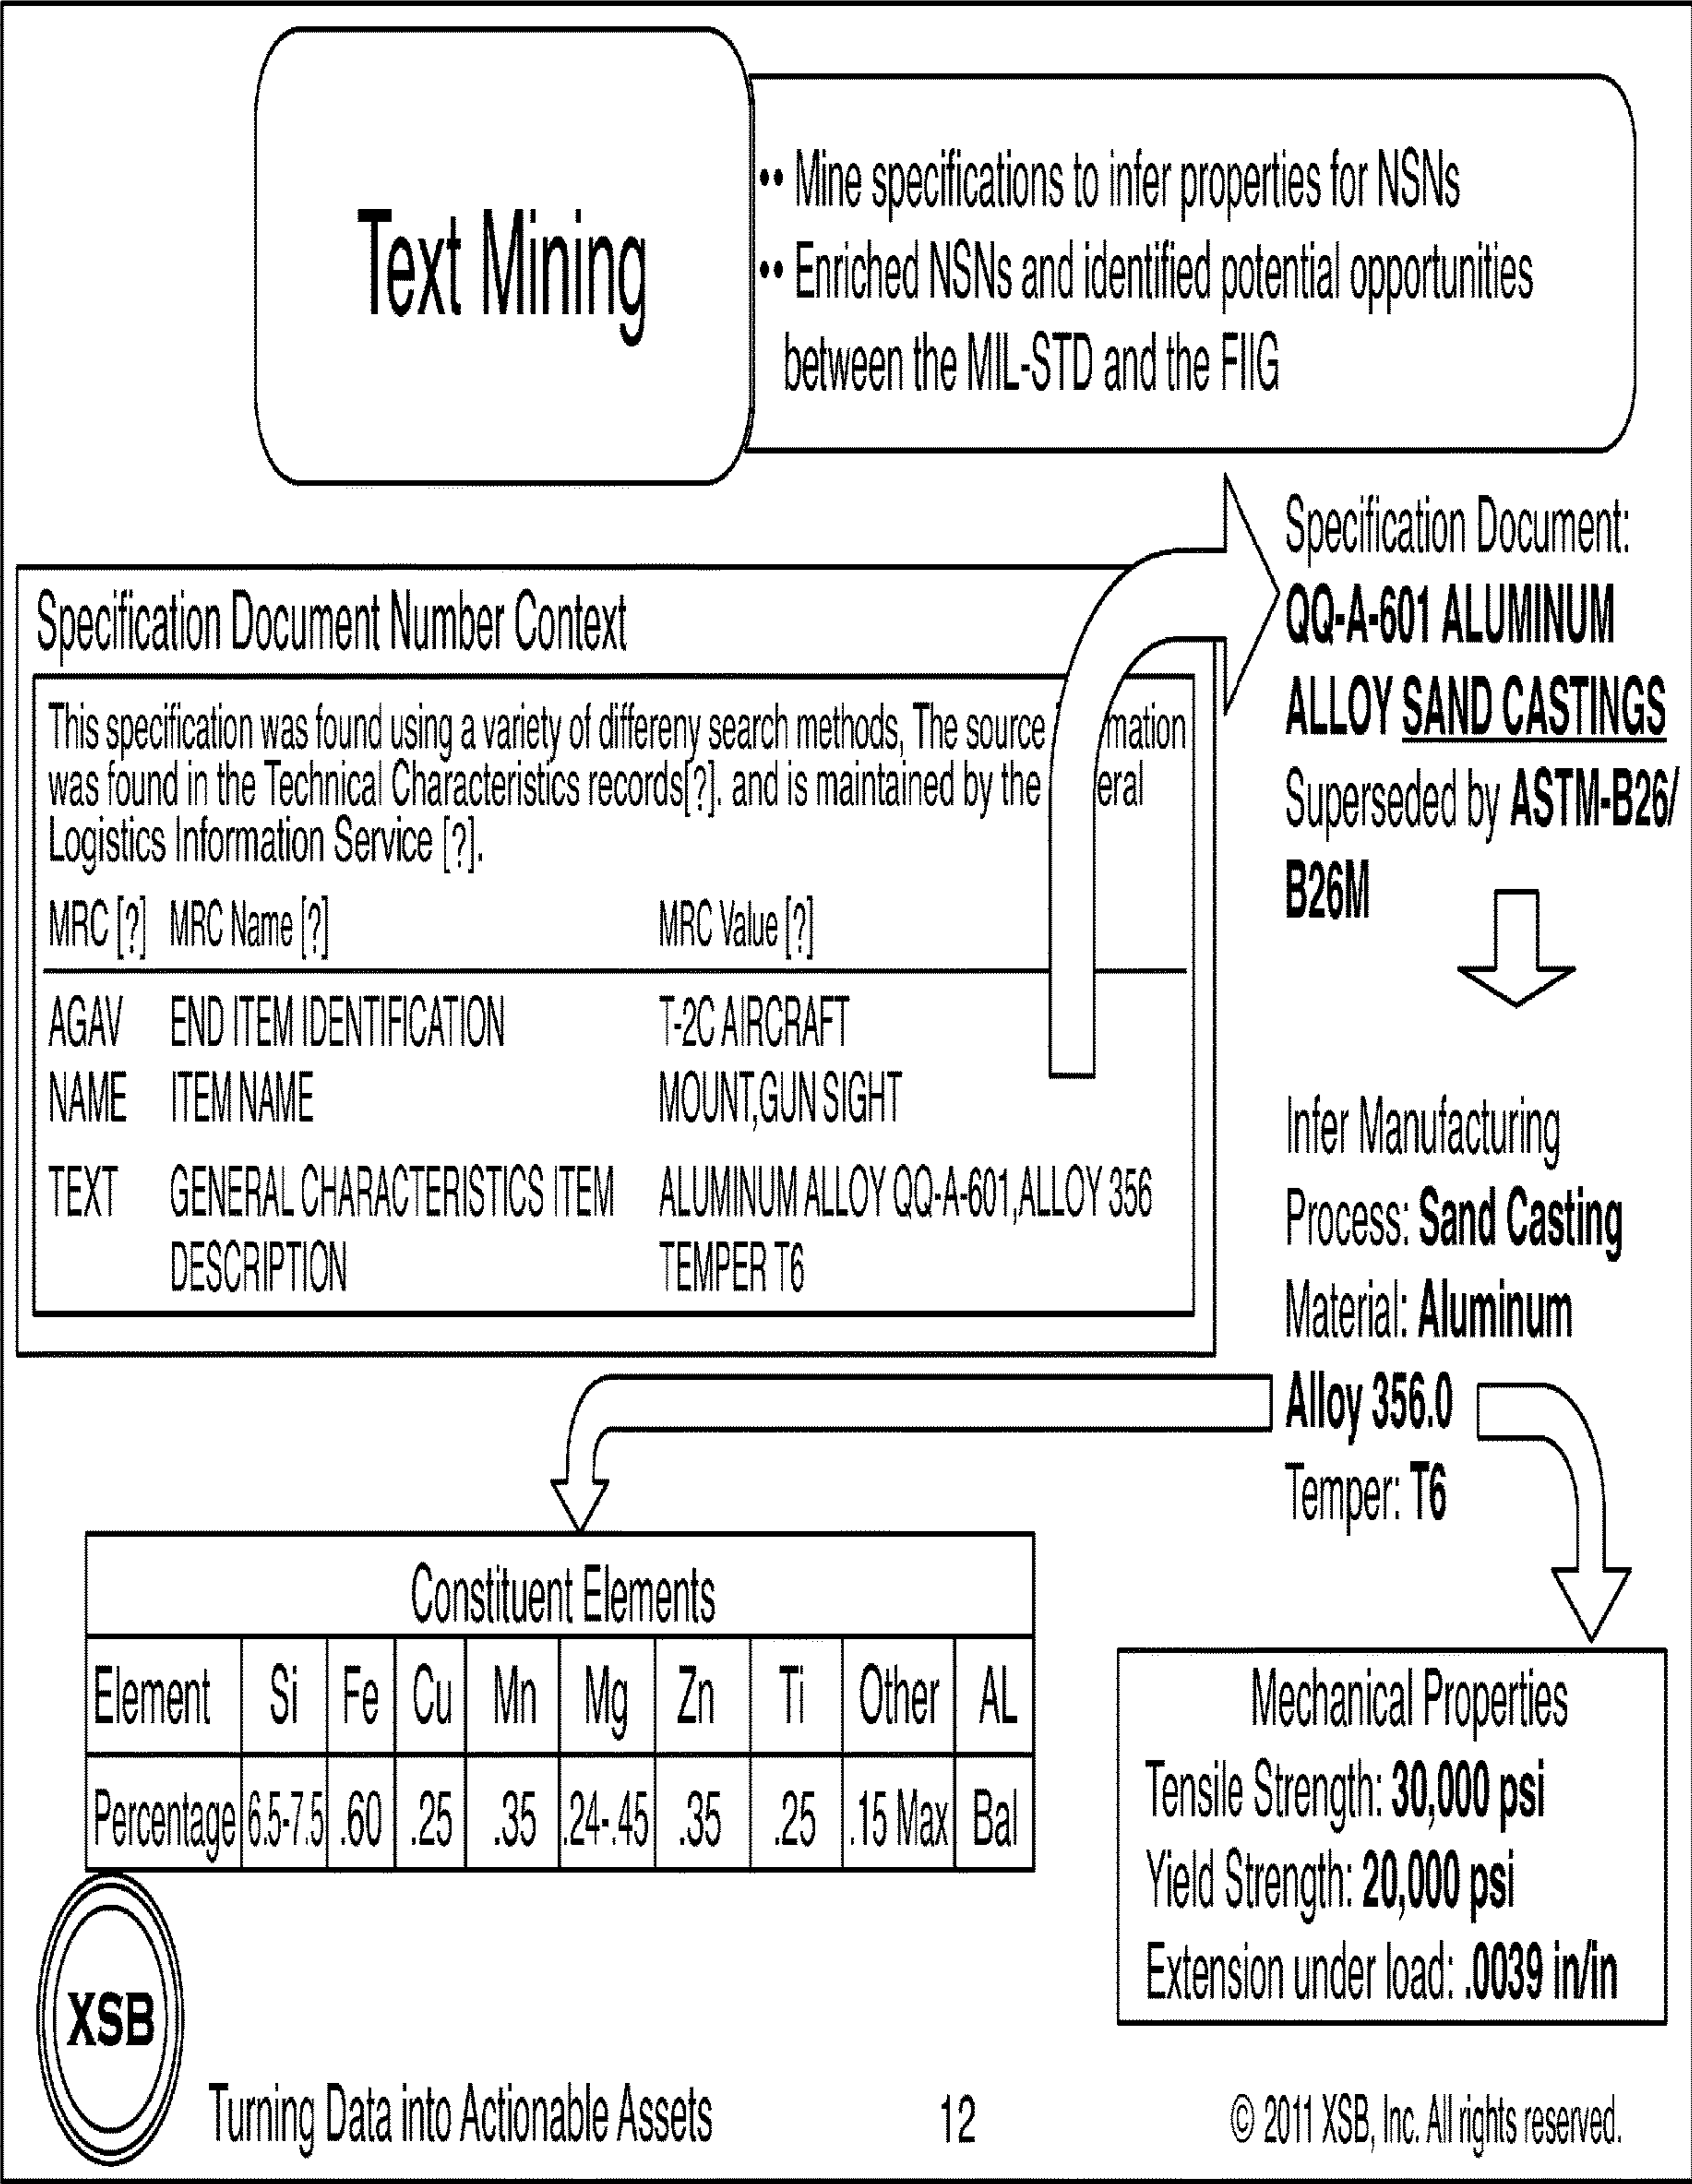 Text Mining
•• Mine specifications to infer properties for NSNs
•• Enriched NSNs and identified potential opportunities
between the MIL-STD and the FIIG
Specification Document Number Context
This specification was found using a variety of differeny search methods, The source mation
was found in the Technical Characteristics records[?]. and is maintained by the eral
Logistics Information Service [?].
MRC [?] MRC Name [?] MRC Value [?]
AGAV END ITEM IDENTIFICATION T-2C AIRCRAFT
NAME ITEM NAME MOUNT,GUN SIGHT
TEXT GENERAL CHARACTERISTICS ITEM ALUMINUM ALLOY QQ-A-601,ALLOY 356
DESCRIPTION TEMPER T6
Specification Document:
QQ-A-601 ALUMINUM
ALLOY SAND CASTINGS
Superseded by ASTM-B26/
B26M
Infer Manufacturing
Process: Sand Casting
Material: Aluminum
Alloy 356.0
Temper: T6
Constituent Elements
Element Si Fe Cu Mn Mg Zn Ti Other AL
Percentage 6.5-7.5 .60 .25 .35 .24-.45 .35 .25 .15 Max Bal
Mechanical Properties
Tensile Strength: 30,000 psi
Yield Strength: 20,000 psi
Extension under load: .0039 in/in
XSB
Turning Data into Actionable Assets 12 © 2011 XSB, Inc. All rights reserved.